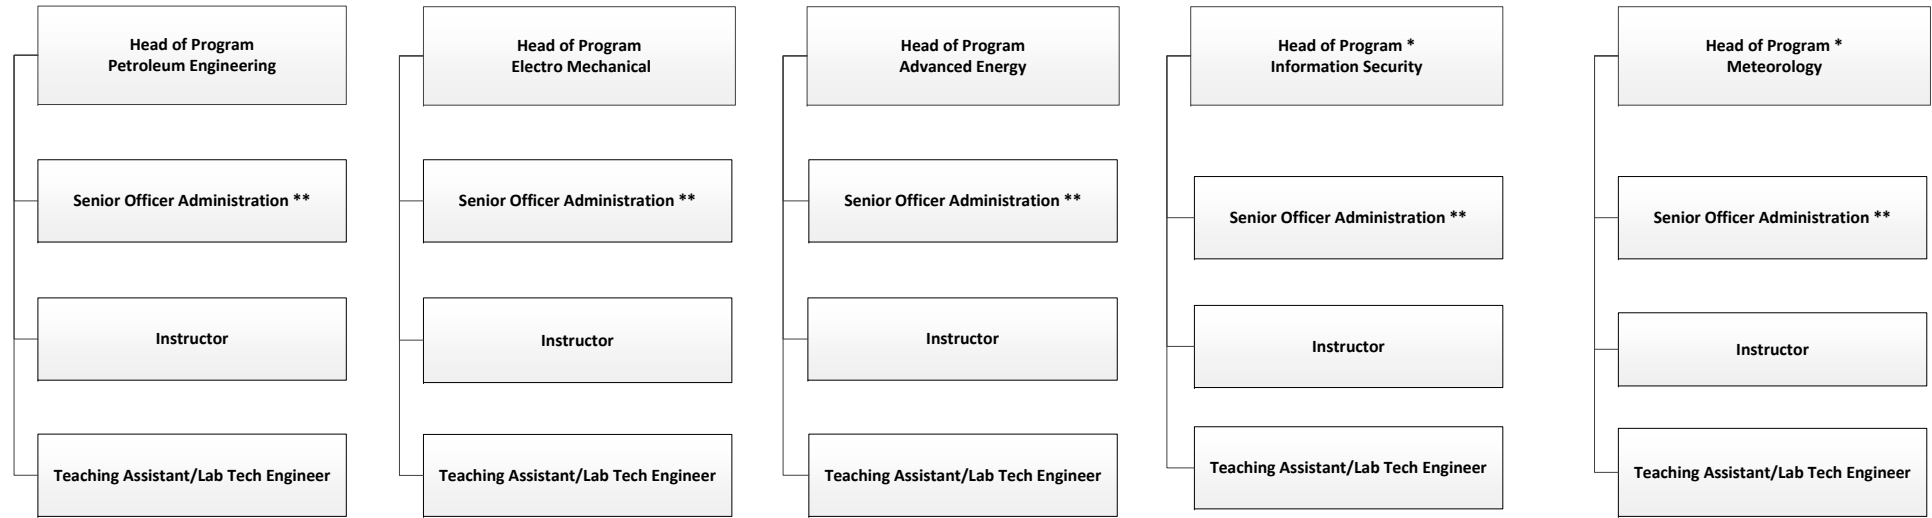 Head of Program
Petroleum Engineering
Senior Officer Administration **
Instructor
Teaching Assistant/Lab Tech Engineer
Head of Program
Electro Mechanical
Senior Officer Administration **
Instructor
Teaching Assistant/Lab Tech Engineer
Head of Program
Advanced Energy
Senior Officer Administration **
Instructor
Teaching Assistant/Lab Tech Engineer
Head of Program *
Information Security
Senior Officer Administration **
Instructor
Teaching Assistant/Lab Tech Engineer
Head of Program *
Meteorology
Senior Officer Administration **
Instructor
Teaching Assistant/Lab Tech Engineer